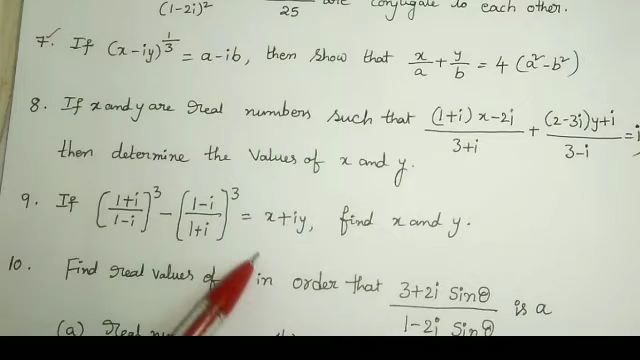 (1-2i)² 25 are conjugate to each other.
7. If (x-iy)^{1/3} = a-ib, then show that x/a + y/b = 4 (a²-b²)
8. If x and y are real numbers such that ((1+i)x-2i)/(3+i) + ((2-3i)y+i)/(3-i) = i,
then determine the values of x and y.
9. If [(1+i)/(1-i)]³ - [(1-i)/(1+i)]³ = x+iy, find x and y.
10. Find real values of in order that (3+2i Sinθ)/(1-2i Sinθ) is a
(a) Real